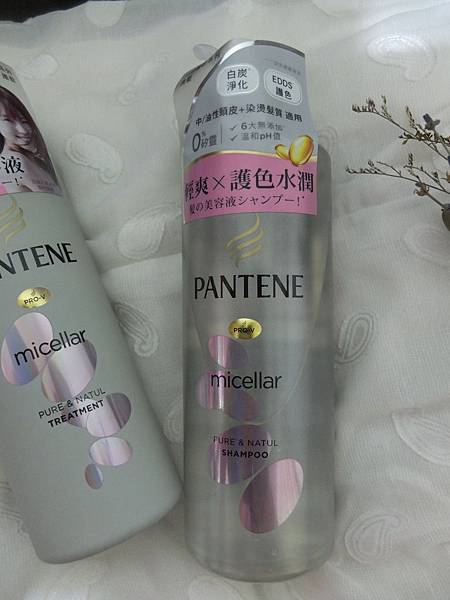 液
NTENE
PRO-V
micellar
PURE & NATUL
TREATMENT
白炭
淨化
EDDS
護色
中/油性頭皮+染燙髮質 適用
0%
矽靈
✓ 6大無添加
✓ 溫和pH值
輕爽×護色水潤
髮の美容液シャンプー!
PANTENE
PRO-V
micellar
PURE & NATUL
SHAMPOO